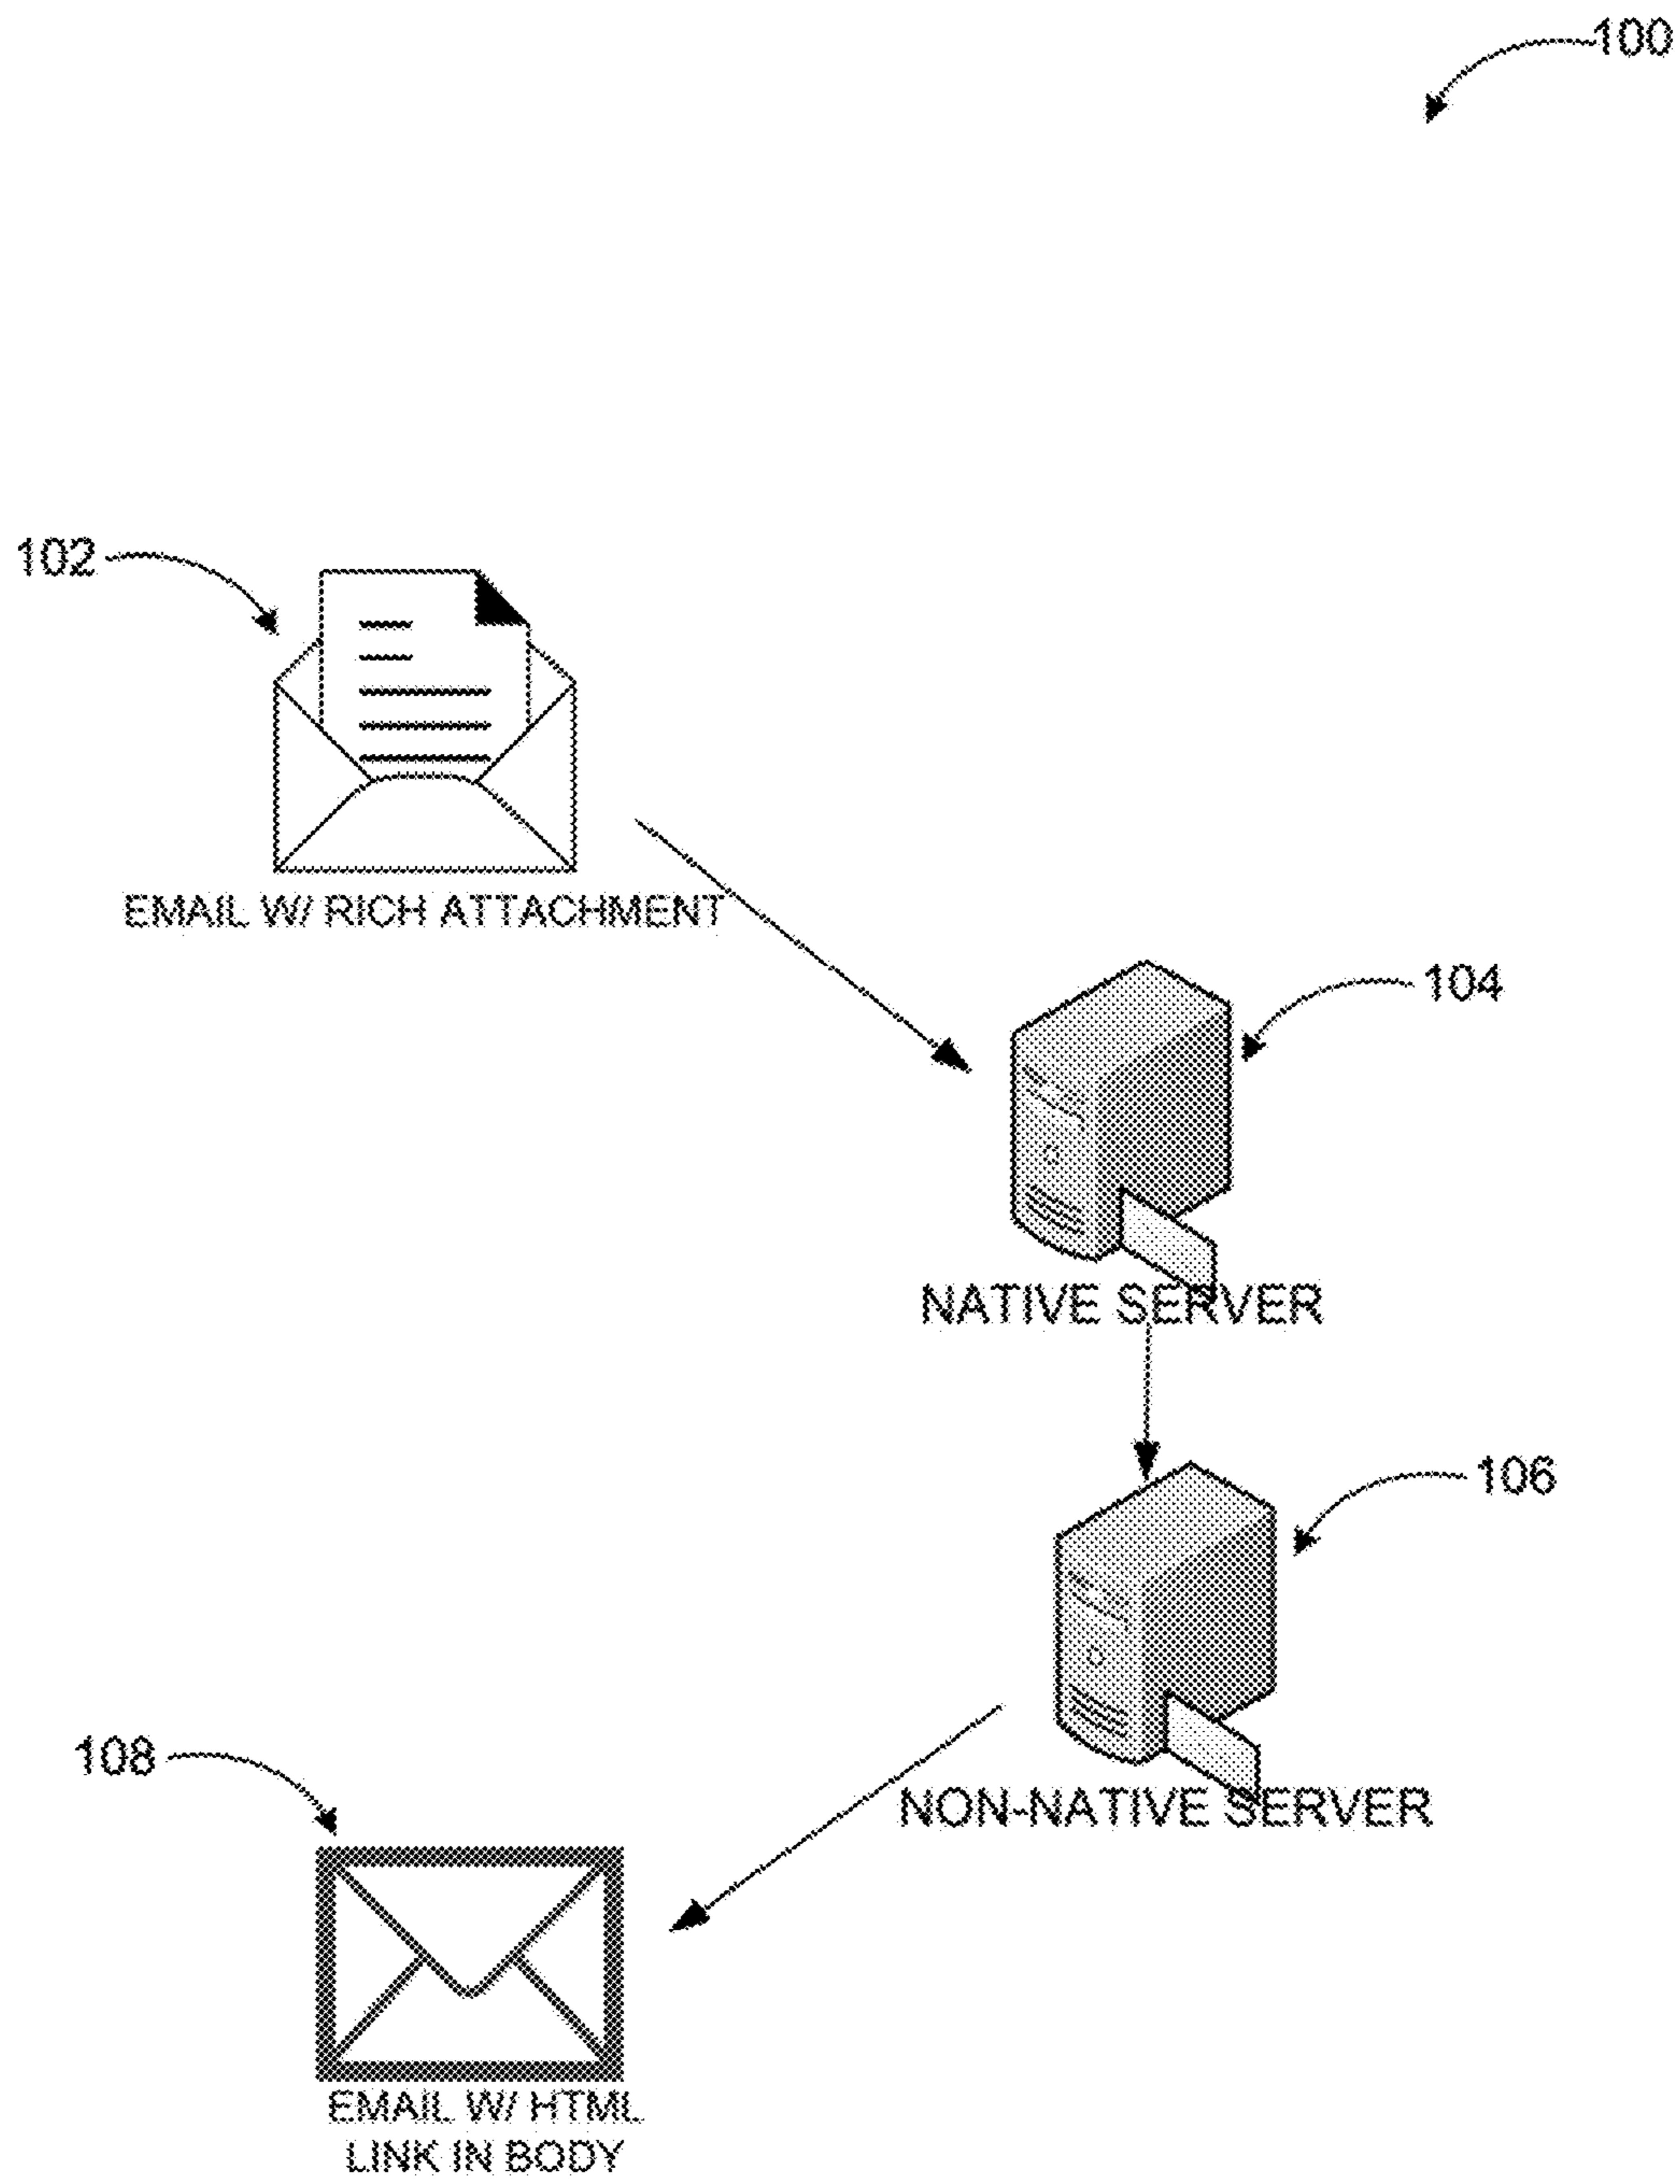 100
102
EMAIL W/ RICH ATTACHMENT
104
NATIVE SERVER
106
NON-NATIVE SERVER
108
EMAIL W/ HTML
LINK IN BODY